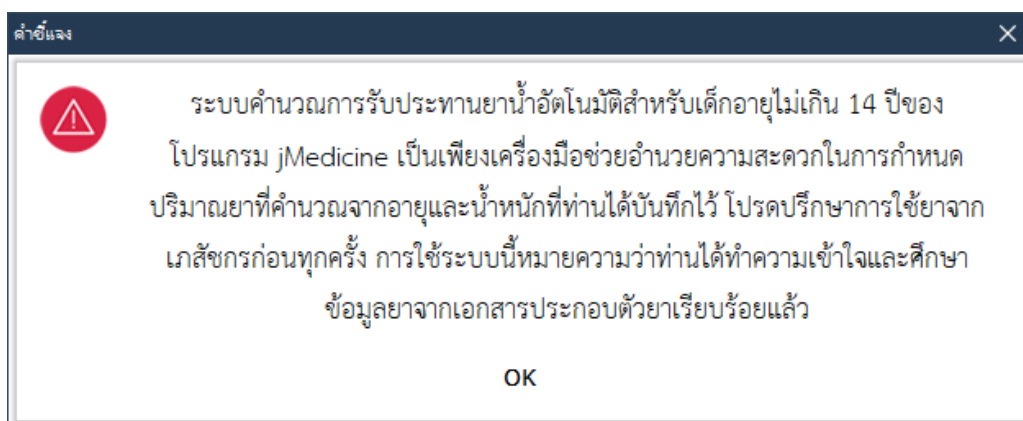 คำชี้แจง
ระบบคำนวณการรับประทานยาน้ำอัตโนมัติสำหรับเด็กอายุไม่เกิน 14 ปีของ
โปรแกรม jMedicine เป็นเพียงเครื่องมือช่วยอำนวยความสะดวกในการกำหนด
ปริมาณยาที่คำนวณจากอายุและน้ำหนักที่ท่านได้บันทึกไว้ โปรดปรึกษาการใช้ยาจาก
เภสัชกรก่อนทุกครั้ง การใช้ระบบนี้หมายความว่าท่านได้ทำความเข้าใจและศึกษา
ข้อมูลยาจากเอกสารประกอบตัวยาเรียบร้อยแล้ว
OK